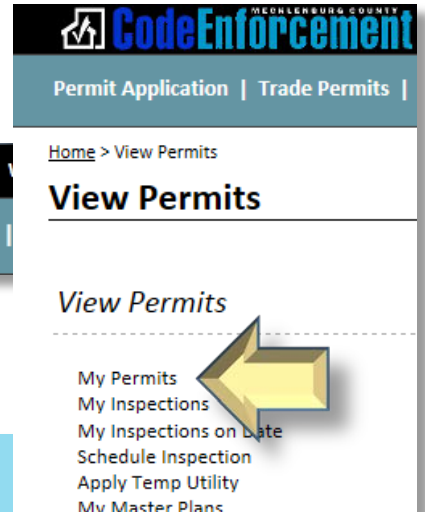 MECKLENBURG COUNTY
CodeEnforcement
Permit Application | Trade Permits |
Home > View Permits
View Permits
View Permits
My Permits
My Inspections
My Inspections on Date
Schedule Inspection
Apply Temp Utility
My Master Plans